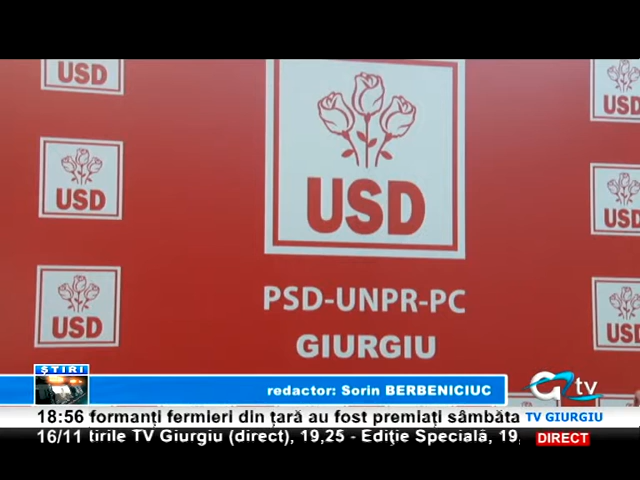 USD
USD
USD
USD
USD
USD
USD
PSD-UNPR-PC
GIURGIU
ȘTIRI
redactor: Sorin BERBENICIUC
G tv
18:56 formanți fermieri din țară au fost premiați sâmbăta TV GIURGIU
16/11 tirile TV Giurgiu (direct), 19,25 - Ediţie Specială, 19, DIRECT